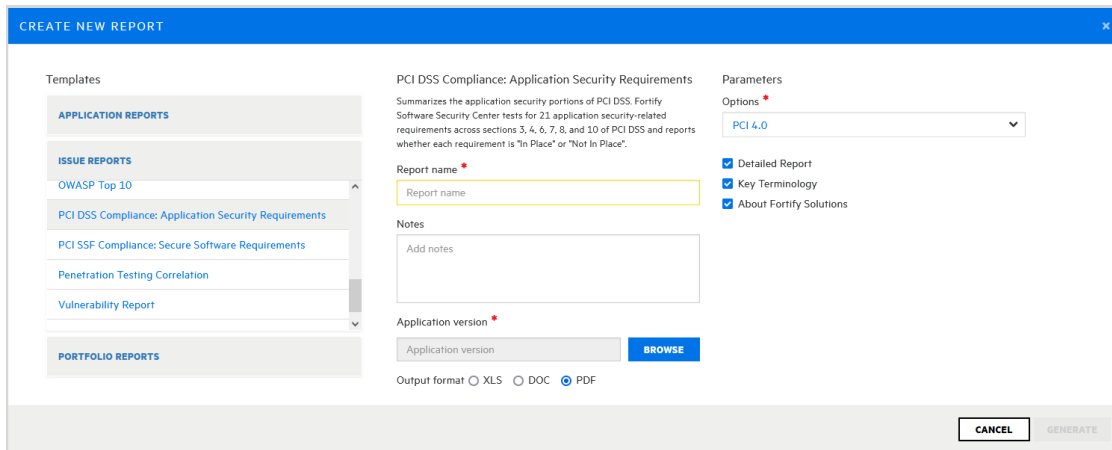 CREATE NEW REPORT ×
Templates
APPLICATION REPORTS
ISSUE REPORTS
OWASP Top 10
PCI DSS Compliance: Application Security Requirements
PCI SSF Compliance: Secure Software Requirements
Penetration Testing Correlation
Vulnerability Report
PORTFOLIO REPORTS
PCI DSS Compliance: Application Security Requirements
Summarizes the application security portions of PCI DSS. Fortify
Software Security Center tests for 21 application security-related
requirements across sections 3, 4, 6, 7, 8, and 10 of PCI DSS and reports
whether each requirement is "In Place" or "Not In Place".
Report name *
Report name
Notes
Add notes
Application version *
Application version
BROWSE
Output format XLS DOC PDF
Parameters
Options *
PCI 4.0
Detailed Report
Key Terminology
About Fortify Solutions
CANCEL
GENERATE